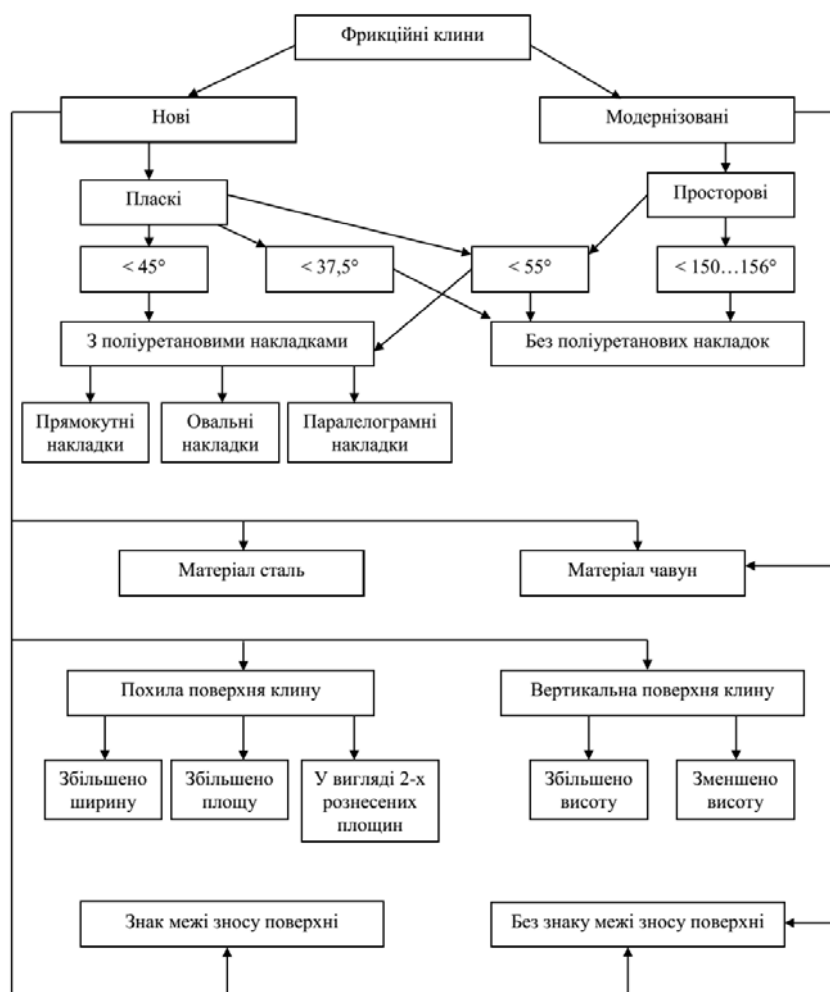 Фрикційні клини
Нові
Модернізовані
Пласкі
Просторові
< 45°
< 37,5°
< 55°
< 150…156°
З поліуретановими накладками
Без поліуретанових накладок
Прямокутні
накладки
Овальні
накладки
Паралелограмні
накладки
Матеріал сталь
Матеріал чавун
Похила поверхня клину
Вертикальна поверхня клину
Збільшено
ширину
Збільшено
площу
У вигляді 2-х
рознесених
площин
Збільшено
висоту
Зменшено
висоту
Знак межі зносу поверхні
Без знаку межі зносу поверхні